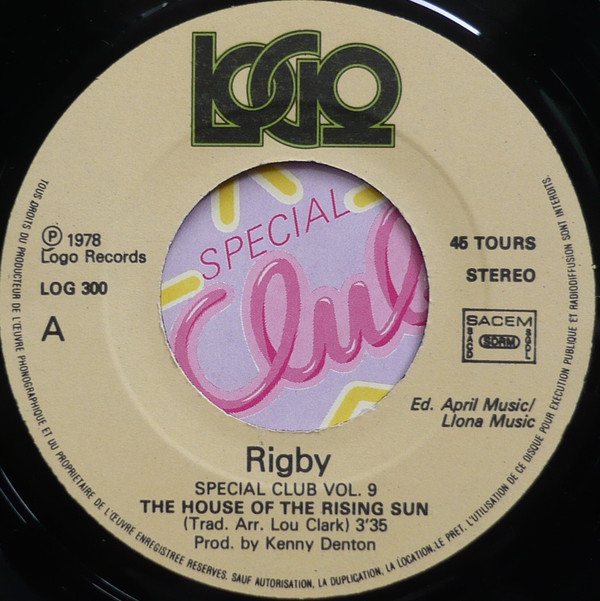 LOGO
SPECIAL
Club
℗ 1978
Logo Records
LOG 300
A
45 TOURS
STEREO
SACEM
SACD SDRM SGDL
Ed. April Music/
Llona Music
Rigby
SPECIAL CLUB VOL. 9
THE HOUSE OF THE RISING SUN
(Trad. Arr. Lou Clark) 3'35
Prod. by Kenny Denton
TOUS DROITS DU PRODUCTEUR DE L'ŒUVRE PHONOGRAPHIQUE ET DU PROPRIETAIRE DE L'ŒUVRE ENREGISTREE RESERVES. SAUF AUTORISATION, LA DUPLICATION, LA LOCATION, LE PRET, L'UTILISATION DE CE DISQUE POUR EXECUTION PUBLIQUE ET RADIODIFFUSION SONT INTERDITS.